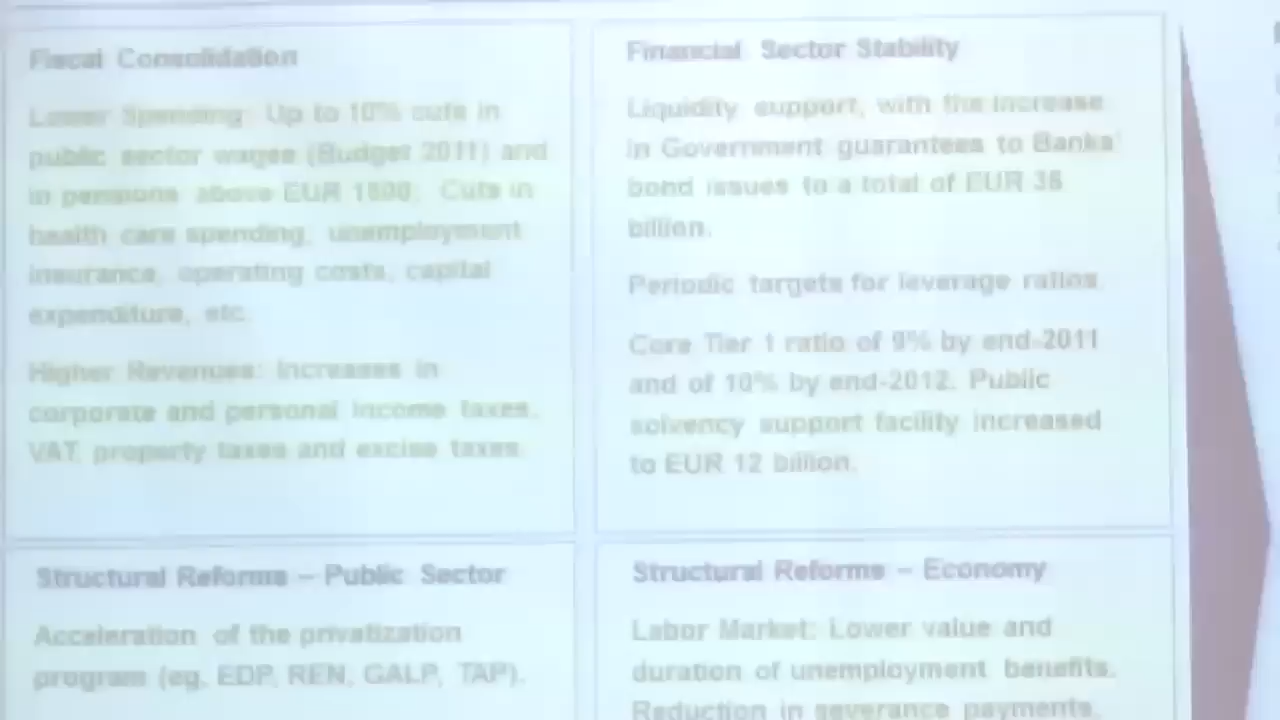 Fiscal Consolidation
Lower Spending: Up to 10% cuts in
public sector wages (Budget 2011) and
in pensions above EUR 1500. Cuts in
health care spending, unemployment
insurance, operating costs, capital
expenditure, etc.
Higher Revenues: Increases in
corporate and personal income taxes,
VAT, property taxes and excise taxes.
Financial Sector Stability
Liquidity support, with the increase
in Government guarantees to Banks'
bond issues to a total of EUR 35
billion.
Periodic targets for leverage ratios.
Core Tier 1 ratio of 9% by end-2011
and of 10% by end-2012. Public
solvency support facility increased
to EUR 12 billion.
Structural Reforms – Public Sector
Acceleration of the privatization
program (eg, EDP, REN, GALP, TAP).
Structural Reforms – Economy
Labor Market: Lower value and
duration of unemployment benefits.
Reduction in severance payments,